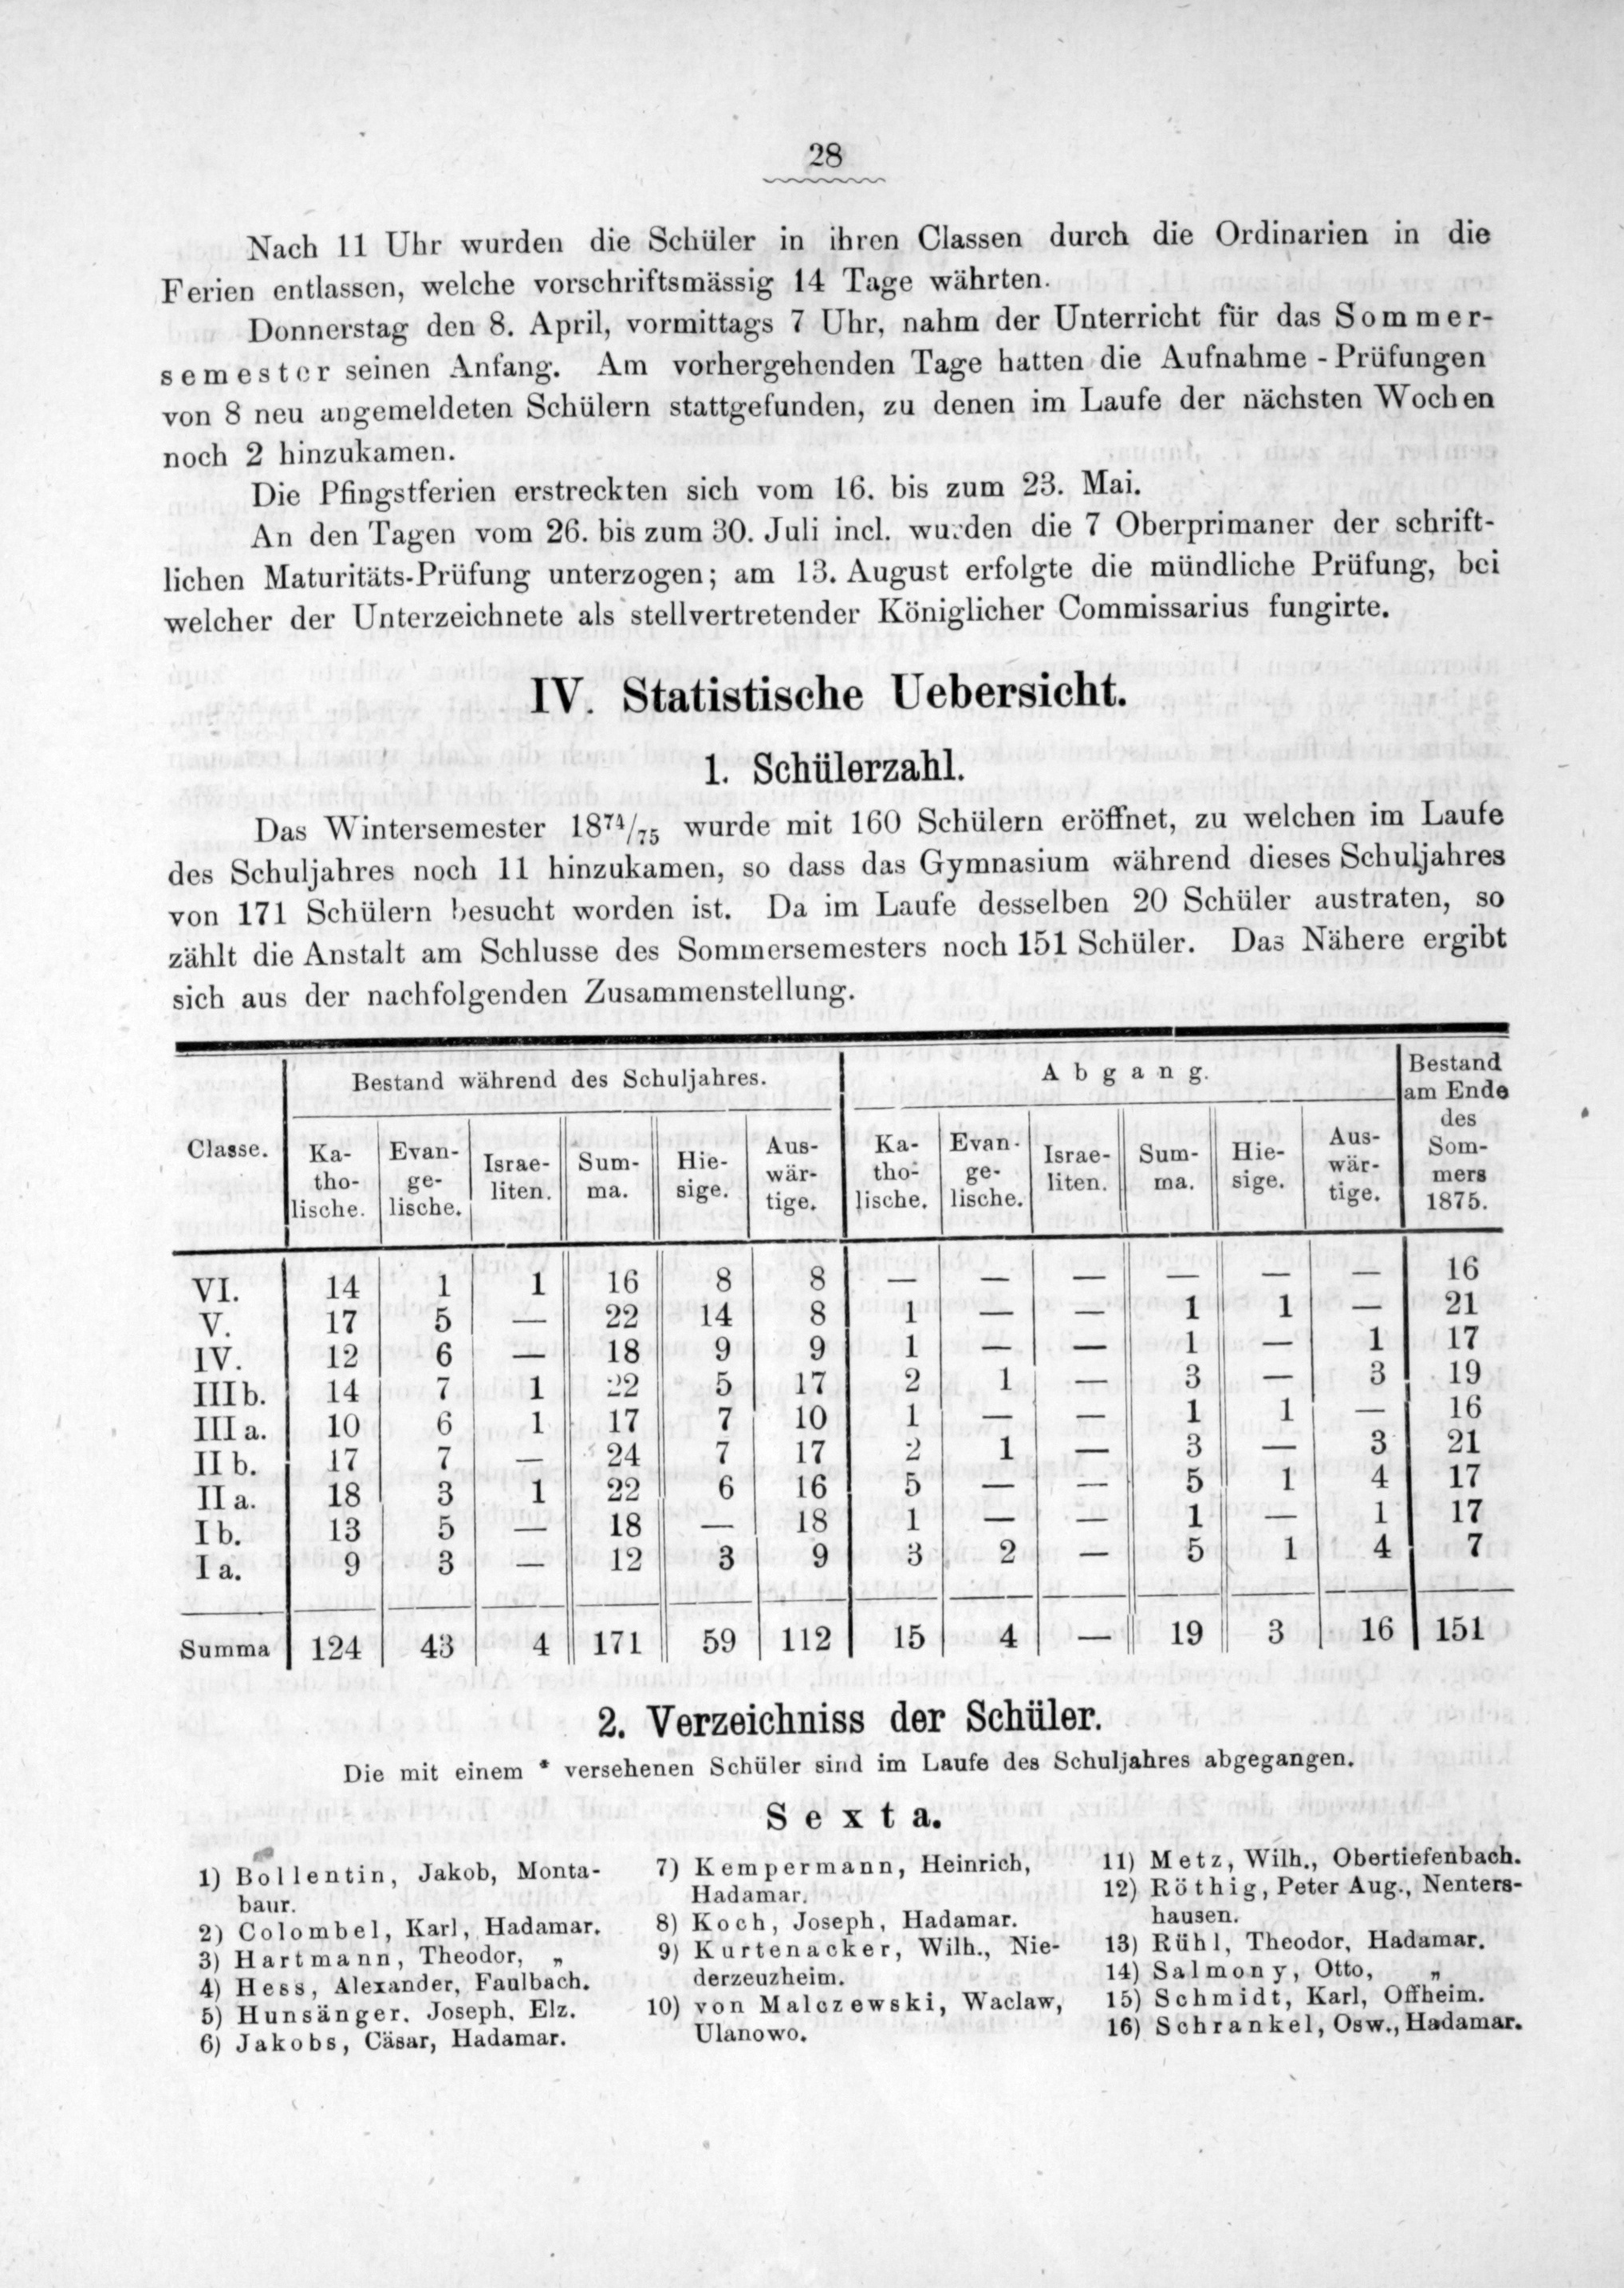 28
Nach 11 Uhr wurden die Schüler in ihren Classen durch die Ordinarien in die
Ferien entlassen, welche vorschriftsmässig 14 Tage währten.
Donnerstag den 8. April, vormittags 7 Uhr, nahm der Unterricht für das Sommer-
semester seinen Anfang. Am vorhergehenden Tage hatten die Aufnahme-Prüfungen
von 8 neu angemeldeten Schülern stattgefunden, zu denen im Laufe der nächsten Wochen
noch 2 hinzukamen.
Die Pfingstferien erstreckten sich vom 16. bis zum 23. Mai.
An den Tagen vom 26. bis zum 30. Juli incl. wurden die 7 Oberprimaner der schrift-
lichen Maturitäts-Prüfung unterzogen; am 13. August erfolgte die mündliche Prüfung, bei
welcher der Unterzeichnete als stellvertretender Königlicher Commissarius fungirte.
IV. Statistische Uebersicht.
1. Schülerzahl.
Das Wintersemester 1874/75 wurde mit 160 Schülern eröffnet, zu welchen im Laufe
des Schuljahres noch 11 hinzukamen, so dass das Gymnasium während dieses Schuljahres
von 171 Schülern besucht worden ist. Da im Laufe desselben 20 Schüler austraten, so
zählt die Anstalt am Schlusse des Sommersemesters noch 151 Schüler. Das Nähere ergibt
sich aus der nachfolgenden Zusammenstellung.
Classe. Bestand während des Schuljahres. Abgang. Bestand am Ende des Sommers 1875.
Ka-tho-lische. Evan-ge-lische. Israe-liten. Sum-ma. Hie-sige. Aus-wär-tige. Ka-tho-lische. Evan-ge-lische. Israe-liten. Sum-ma. Hie-sige. Aus-wär-tige.
VI. 14 1 1 16 8 8 — — — — — — 16
V. 17 5 — 22 14 8 1 — — 1 1 — 21
IV. 12 6 — 18 9 9 1 — — 1 — 1 17
IIIb. 14 7 1 22 5 17 2 1 — 3 — 3 19
IIIa. 10 6 1 17 7 10 1 — — 1 1 — 16
IIb. 17 7 — 24 7 17 2 1 — 3 — 3 21
IIa. 18 3 1 22 6 16 5 — — 5 1 4 17
Ib. 13 5 — 18 — 18 1 — — 1 — 1 17
Ia. 9 3 — 12 3 9 3 2 — 5 1 4 7
Summa 124 43 4 171 59 112 15 4 — 19 3 16 151
2. Verzeichniss der Schüler.
Die mit einem * versehenen Schüler sind im Laufe des Schuljahres abgegangen.
Sexta.
1) Bollentin, Jakob, Monta-
baur.
2) Colombel, Karl, Hadamar.
3) Hartmann, Theodor, „
4) Hess, Alexander, Faulbach.
5) Hunsänger, Joseph, Elz.
6) Jakobs, Cäsar, Hadamar.
7) Kempermann, Heinrich,
Hadamar.
8) Koch, Joseph, Hadamar.
9) Kurtenacker, Wilh., Nie-
derzeuzheim.
10) von Malczewski, Waclaw,
Ulanowo.
11) Metz, Wilh., Obertiefenbach.
12) Röthig, Peter Aug., Nenters-
hausen.
13) Rühl, Theodor, Hadamar.
14) Salmony, Otto, „
15) Schmidt, Karl, Offheim.
16) Schrankel, Osw., Hadamar.